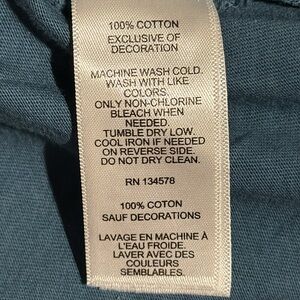 100% COTTON
EXCLUSIVE OF
DECORATION
MACHINE WASH COLD.
WASH WITH LIKE
COLORS.
ONLY NON-CHLORINE
BLEACH WHEN
NEEDED.
TUMBLE DRY LOW.
COOL IRON IF NEEDED
ON REVERSE SIDE.
DO NOT DRY CLEAN.
RN 134578
100% COTON
SAUF DECORATIONS
LAVAGE EN MACHINE À
L'EAU FROIDE.
LAVER AVEC DES
COULEURS
SEMBLABLES.